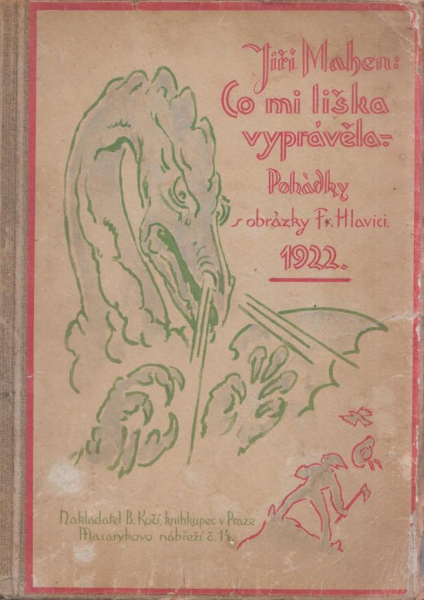 Jiří Mahen:
Co mi liška
vyprávěla-
Pohádky
s obrázky Fr. Hlavici.
1922.
Nakladatel B. Kočí, knihkupec v Praze
Masarykovo nábřeží č. 14.